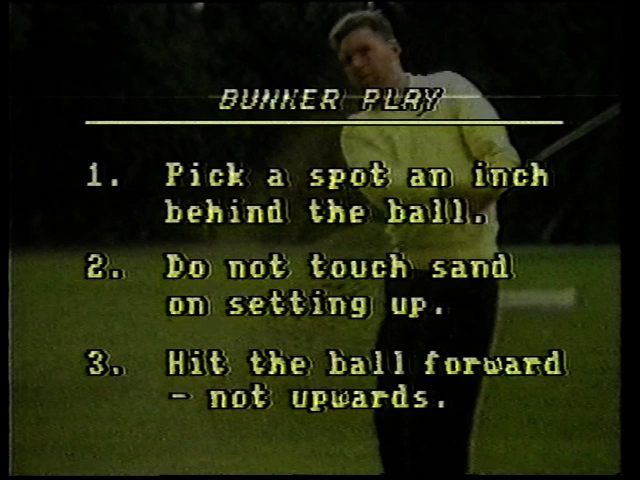 BUNKER PLAY
1. Pick a spot an inch
behind the ball.
2. Do not touch sand
on setting up.
3. Hit the ball forward
- not upwards.